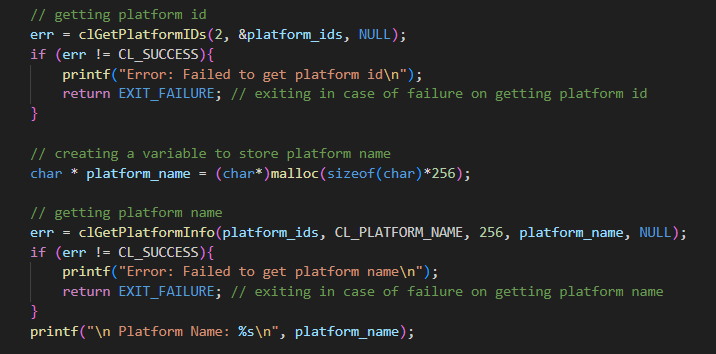 // getting platform id
err = clGetPlatformIDs(2, &platform_ids, NULL);
if (err != CL_SUCCESS){
    printf("Error: Failed to get platform id\n");
    return EXIT_FAILURE; // exiting in case of failure on getting platform id
}

// creating a variable to store platform name
char * platform_name = (char*)malloc(sizeof(char)*256);

// getting platform name
err = clGetPlatformInfo(platform_ids, CL_PLATFORM_NAME, 256, platform_name, NULL);
if (err != CL_SUCCESS){
    printf("Error: Failed to get platform name\n");
    return EXIT_FAILURE; // exiting in case of failure on getting platform name
}
printf("\n Platform Name: %s\n", platform_name);